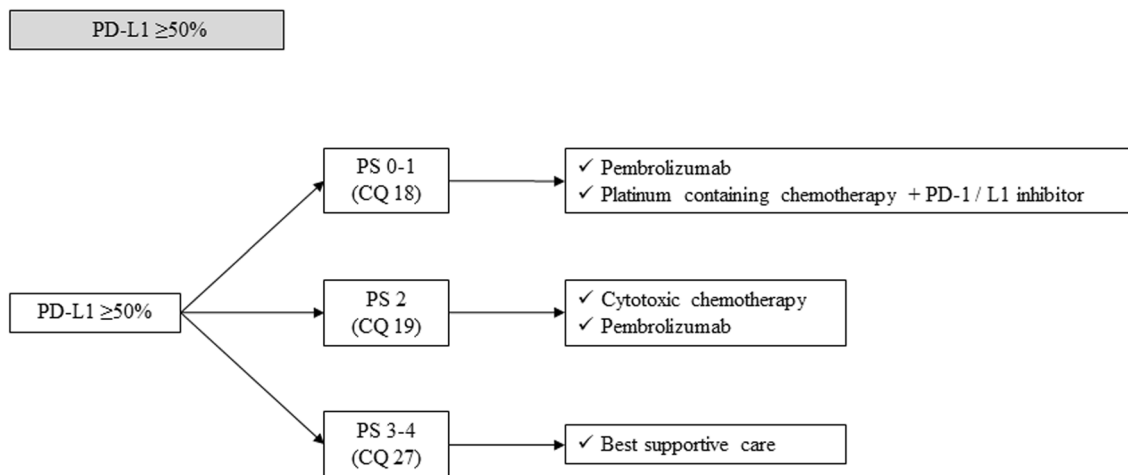 PD-L1 ≥50%
PS 0-1
(CQ 18)
✓ Pembrolizumab
✓ Platinum containing chemotherapy + PD-1 / L1 inhibitor
PD-L1 ≥50%
PS 2
(CQ 19)
✓ Cytotoxic chemotherapy
✓ Pembrolizumab
PS 3-4
(CQ 27)
✓ Best supportive care